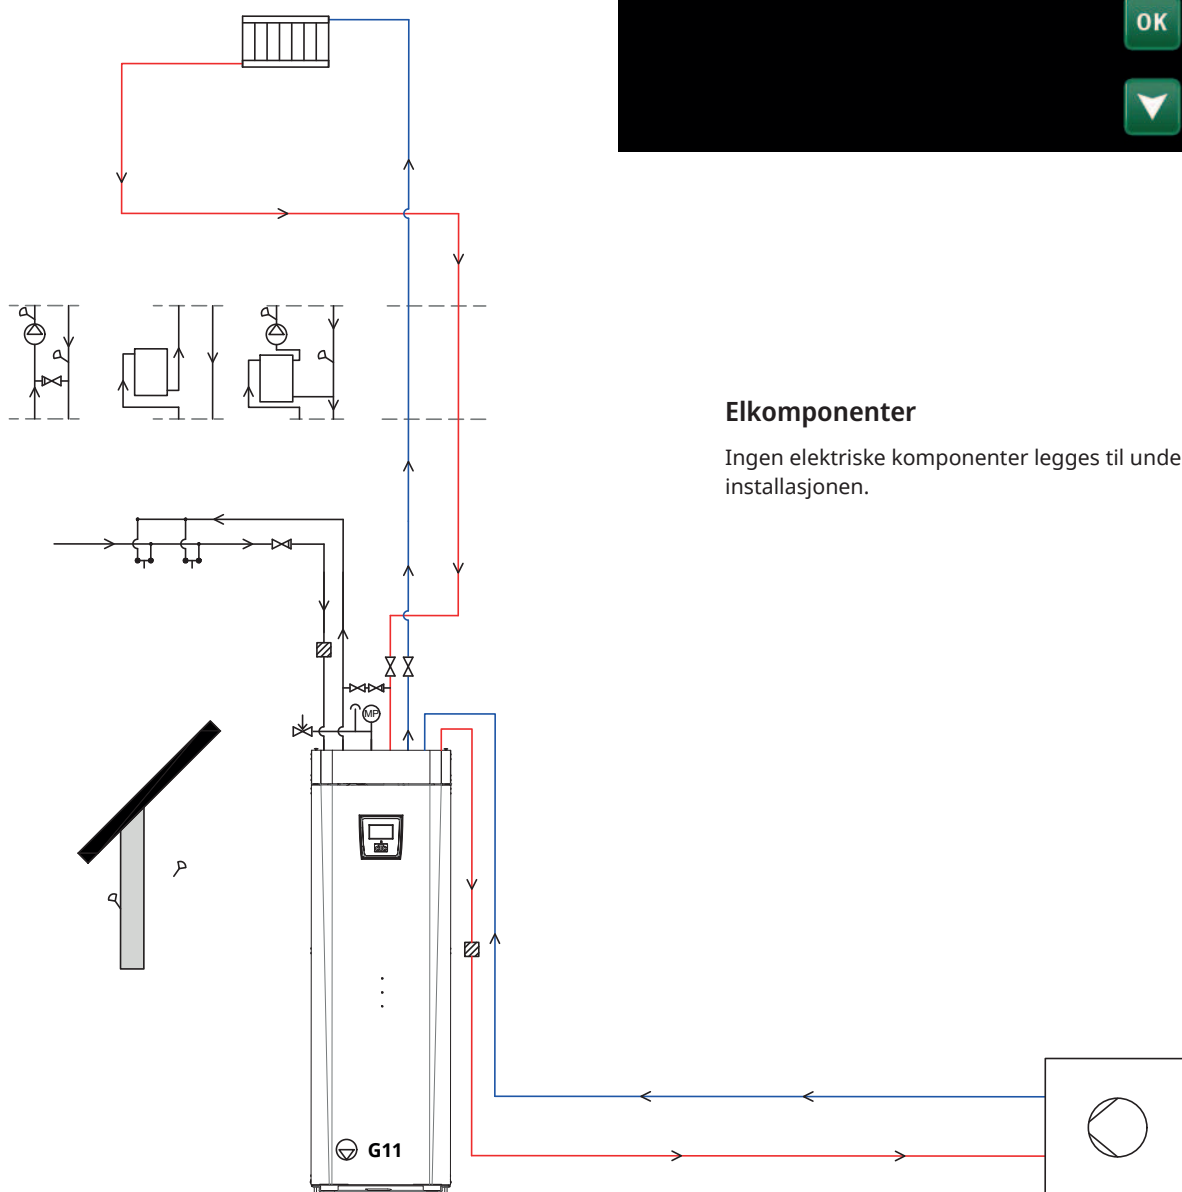 OK
Elkomponenter
Ingen elektriske komponenter legges til unde
installasjonen.
MP
G11